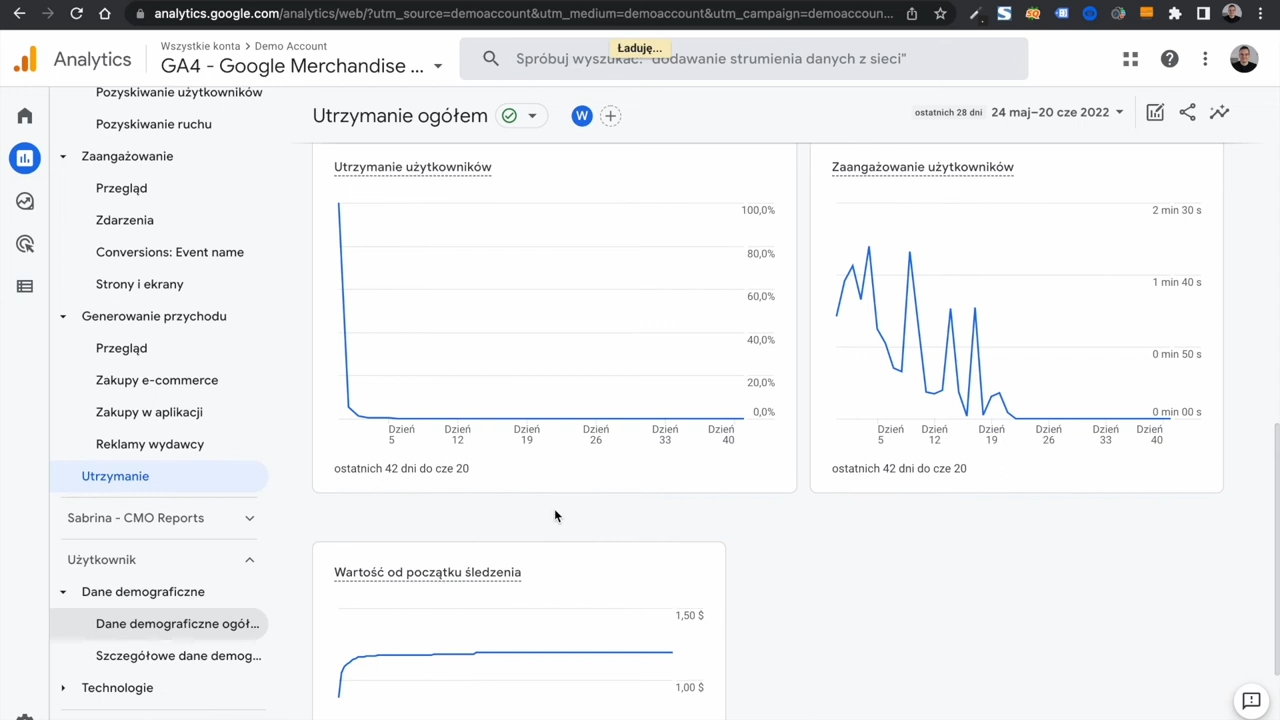 analytics.google.com/analytics/web/?utm_source=demoaccount&utm_medium=demoaccount&utm_campaign=demoaccoun...
Analytics
Wszystkie konta > Demo Account
GA4 - Google Merchandise ...
Ładuję...
Spróbuj wyszukać: "dodawanie strumienia danych z sieci"
Pozyskiwanie użytkowników
Pozyskiwanie ruchu
Zaangażowanie
Przegląd
Zdarzenia
Conversions: Event name
Strony i ekrany
Generowanie przychodu
Przegląd
Zakupy e-commerce
Zakupy w aplikacji
Reklamy wydawcy
Utrzymanie
Sabrina - CMO Reports
Użytkownik
Dane demograficzne
Dane demograficzne ogół...
Szczegółowe dane demog...
Technologie
Utrzymanie ogółem
W
ostatnich 28 dni
24 maj–20 cze 2022
Utrzymanie użytkowników
100,0%
80,0%
60,0%
40,0%
20,0%
0,0%
Dzień 5
Dzień 12
Dzień 19
Dzień 26
Dzień 33
Dzień 40
ostatnich 42 dni do cze 20
Zaangażowanie użytkowników
2 min 30 s
1 min 40 s
0 min 50 s
0 min 00 s
Dzień 5
Dzień 12
Dzień 19
Dzień 26
Dzień 33
Dzień 40
ostatnich 42 dni do cze 20
Wartość od początku śledzenia
1,50 $
1,00 $